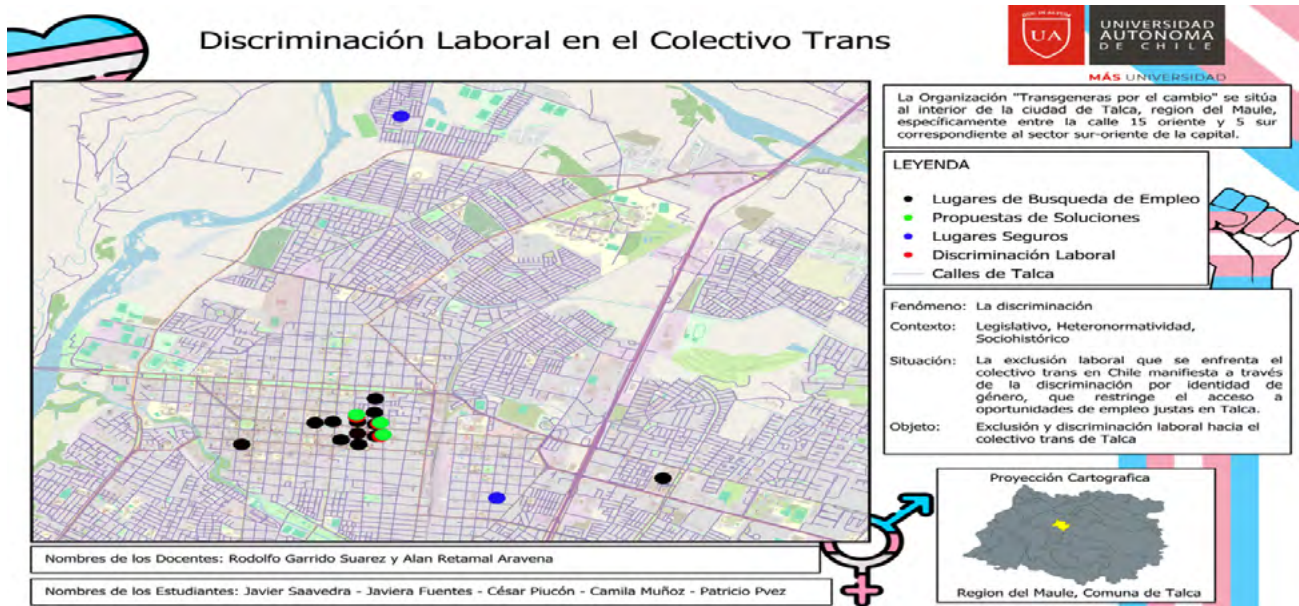 Discriminación Laboral en el Colectivo Trans
UA
UNIVERSIDAD
AUTÓNOMA
DE CHILE
MÁS UNIVERSIDAD
La Organización "Transgeneras por el cambio" se sitúa
al interior de la ciudad de Talca, region del Maule,
específicamente entre la calle 15 oriente y 5 sur
correspondiente al sector sur-oriente de la capital.
LEYENDA
Lugares de Busqueda de Empleo
Propuestas de Soluciones
Lugares Seguros
Discriminación Laboral
Calles de Talca
Fenómeno: La discriminación
Contexto: Legislativo, Heteronormatividad,
Sociohistórico
Situación: La exclusión laboral que se enfrenta el
colectivo trans en Chile manifiesta a través
de la discriminación por identidad de
género, que restringe el acceso a
oportunidades de empleo justas en Talca.
Objeto: Exclusión y discriminación laboral hacia el
colectivo trans de Talca
Proyección Cartografica
Region del Maule, Comuna de Talca
Nombres de los Docentes: Rodolfo Garrido Suarez y Alan Retamal Aravena
Nombres de los Estudiantes: Javier Saavedra - Javiera Fuentes - César Piucón - Camila Muñoz - Patricio Pvez